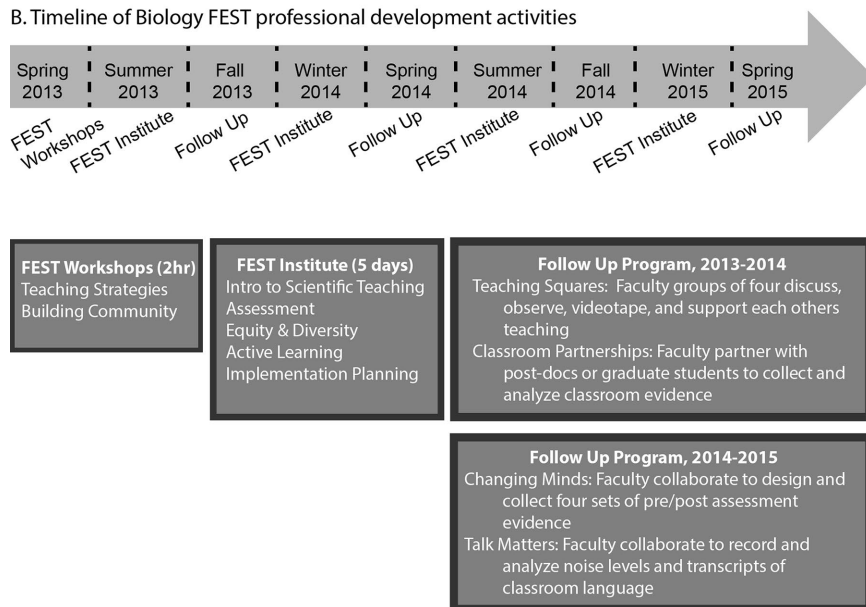 B. Timeline of Biology FEST professional development activities
Spring 2013
Summer 2013
Fall 2013
Winter 2014
Spring 2014
Summer 2014
Fall 2014
Winter 2015
Spring 2015
FEST Workshops
FEST Institute
Follow Up
FEST Institute
Follow Up
FEST Institute
Follow Up
FEST Institute
Follow Up
FEST Workshops (2hr)
Teaching Strategies
Building Community
FEST Institute (5 days)
Intro to Scientific Teaching
Assessment
Equity & Diversity
Active Learning
Implementation Planning
Follow Up Program, 2013-2014
Teaching Squares: Faculty groups of four discuss,
observe, videotape, and support each others
teaching
Classroom Partnerships: Faculty partner with
post-docs or graduate students to collect and
analyze classroom evidence
Follow Up Program, 2014-2015
Changing Minds: Faculty collaborate to design and
collect four sets of pre/post assessment
evidence
Talk Matters: Faculty collaborate to record and
analyze noise levels and transcripts of
classroom language